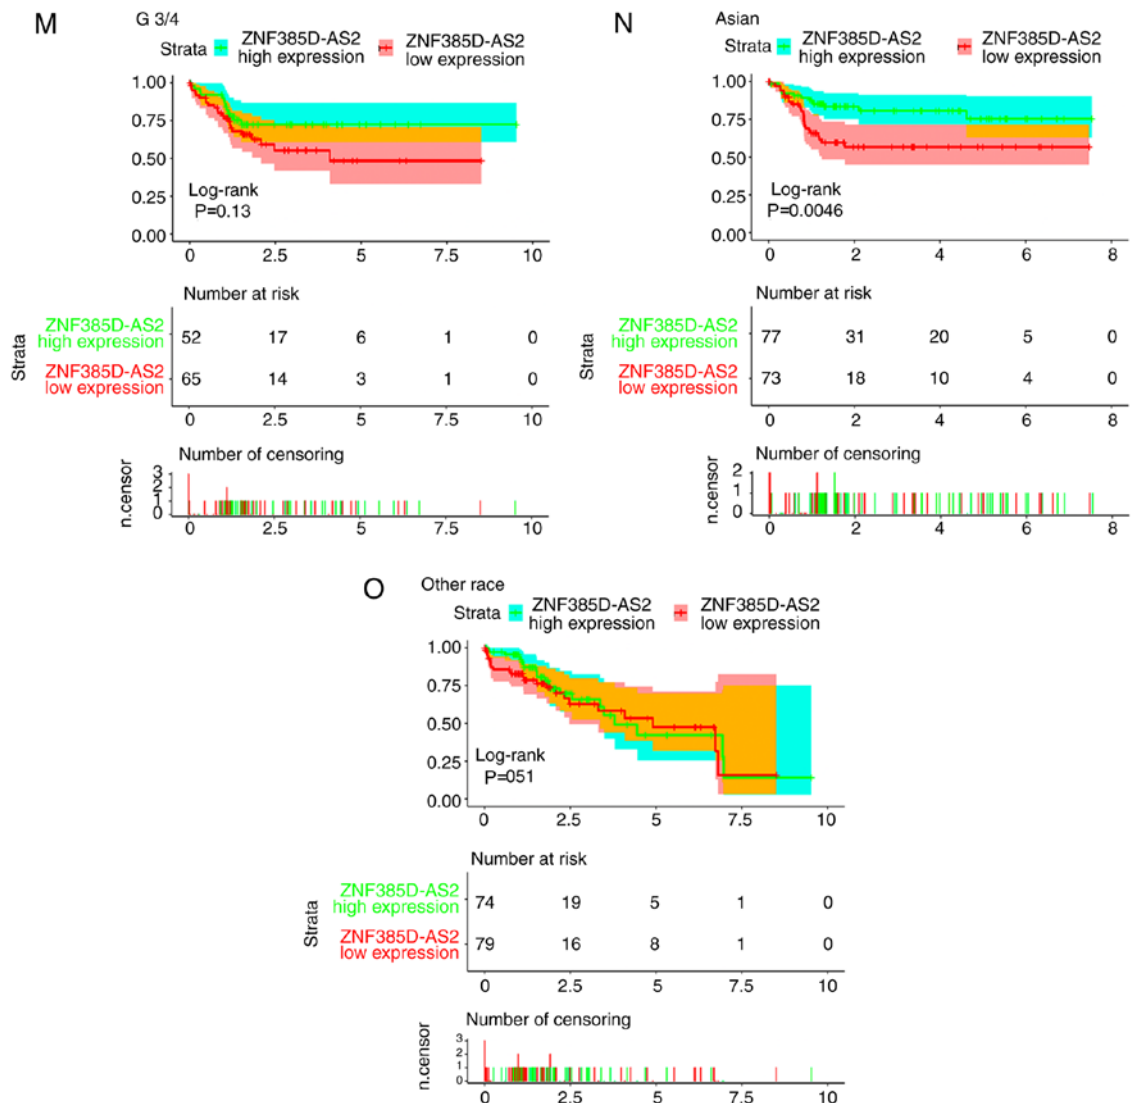 M
G 3/4
Strata ZNF385D-AS2 high expression ZNF385D-AS2 low expression
1.00
0.75
0.50
0.25
0.00
Log-rank
P=0.13
0 2.5 5 7.5 10
Number at risk
Strata
ZNF385D-AS2
high expression
52 17 6 1 0
ZNF385D-AS2
low expression
65 14 3 1 0
0 2.5 5 7.5 10
Number of censoring
n.censor
3
2
1
0
0 2.5 5 7.5 10
N
Asian
Strata ZNF385D-AS2 high expression ZNF385D-AS2 low expression
1.00
0.75
0.50
0.25
0.00
Log-rank
P=0.0046
0 2 4 6 8
Number at risk
Strata
ZNF385D-AS2
high expression
77 31 20 5 0
ZNF385D-AS2
low expression
73 18 10 4 0
0 2 4 6 8
Number of censoring
n.censor
2
1
0
0 2 4 6 8
O
Other race
Strata ZNF385D-AS2 high expression ZNF385D-AS2 low expression
1.00
0.75
0.50
0.25
0.00
Log-rank
P=051
0 2.5 5 7.5 10
Number at risk
Strata
ZNF385D-AS2
high expression
74 19 5 1 0
ZNF385D-AS2
low expression
79 16 8 1 0
0 2.5 5 7.5 10
Number of censoring
n.censor
3
2
1
0
0 2.5 5 7.5 10